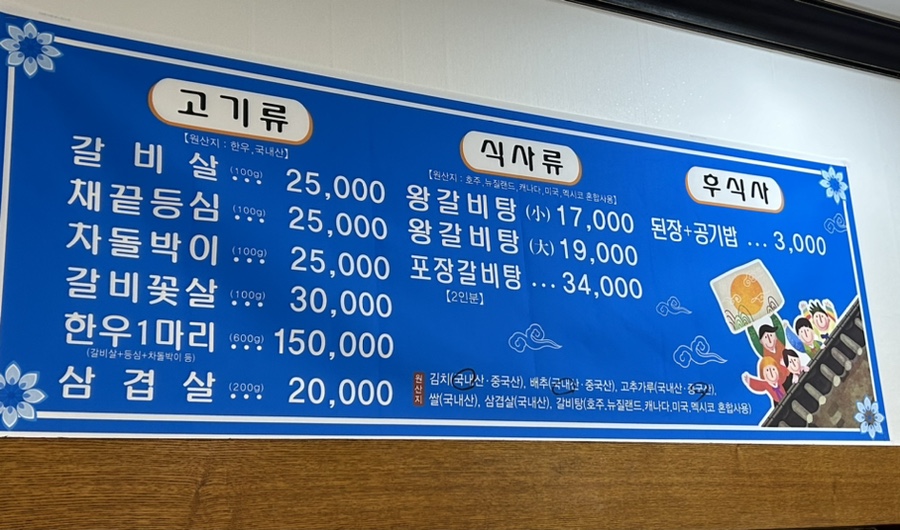 고기류
【원산지 : 한우,국내산】
갈비살 (100g) ... 25,000
채끝등심 (100g) ... 25,000
차돌박이 (100g) ... 25,000
갈비꽃살 (100g) ... 30,000
한우1마리 (600g) ... 150,000
(갈비살+등심+차돌박이 등)
삼겹살 (200g) ... 20,000
식사류
【원산지 : 호주,뉴질랜드,캐나다,미국,멕시코 혼합사용】
왕갈비탕 (小) 17,000
왕갈비탕 (大) 19,000
포장갈비탕 ... 34,000
【2인분】
후식사
된장+공기밥 ... 3,000
원산지
김치(국내산·중국산), 배추(국내산·중국산), 고추가루(국내산·중국산),
쌀(국내산), 삼겹살(국내산), 갈비탕(호주,뉴질랜드,캐나다,미국,멕시코 혼합사용)